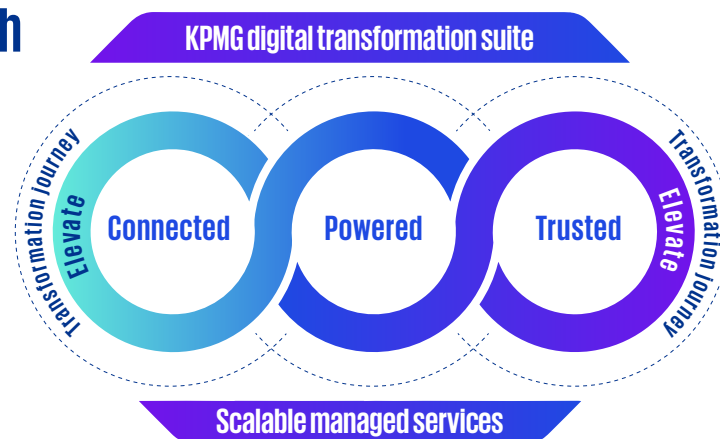 h
KPMG digital transformation suite
Transformation journey
Elevate
Connected
Powered
Trusted
Elevate
Transformation journey
Scalable managed services